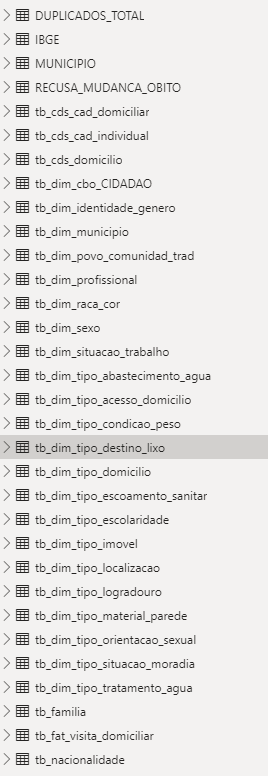 DUPLICADOS_TOTAL
IBGE
MUNICIPIO
RECUSA_MUDANCA_OBITO
tb_cds_cad_domiciliar
tb_cds_cad_individual
tb_cds_domicilio
tb_dim_cbo_CIDADAO
tb_dim_identidade_genero
tb_dim_municipio
tb_dim_povo_comunidad_trad
tb_dim_profissional
tb_dim_raca_cor
tb_dim_sexo
tb_dim_situacao_trabalho
tb_dim_tipo_abastecimento_agua
tb_dim_tipo_acesso_domicilio
tb_dim_tipo_condicao_peso
tb_dim_tipo_destino_lixo
tb_dim_tipo_domicilio
tb_dim_tipo_escoamento_sanitar
tb_dim_tipo_escolaridade
tb_dim_tipo_imovel
tb_dim_tipo_localizacao
tb_dim_tipo_logradouro
tb_dim_tipo_material_parede
tb_dim_tipo_orientacao_sexual
tb_dim_tipo_situacao_moradia
tb_dim_tipo_tratamento_agua
tb_familia
tb_fat_visita_domiciliar
tb_nacionalidade